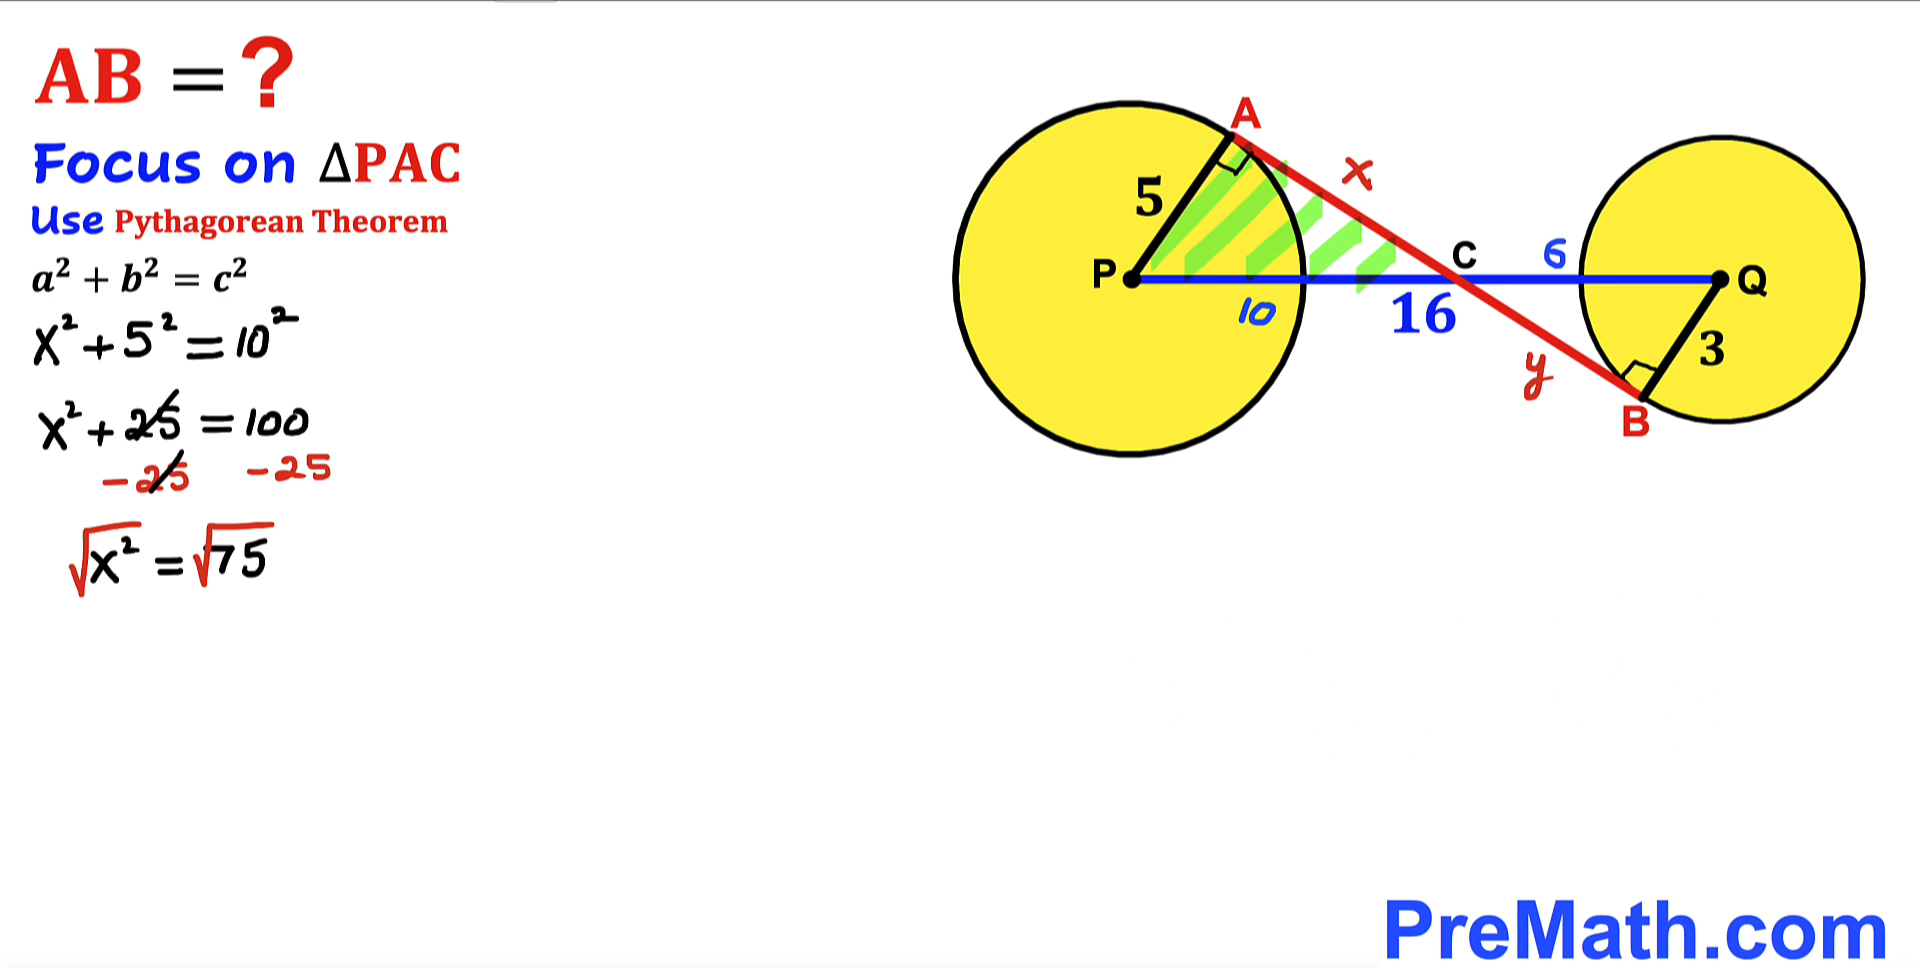 AB = ?
Focus on ΔPAC
Use Pythagorean Theorem
a² + b² = c²
x² + 5² = 10²
x² + 25 = 100
- 25 - 25
√x² = √75
A
x
5
C
6
P
Q
10
16
3
y
B
PreMath.com